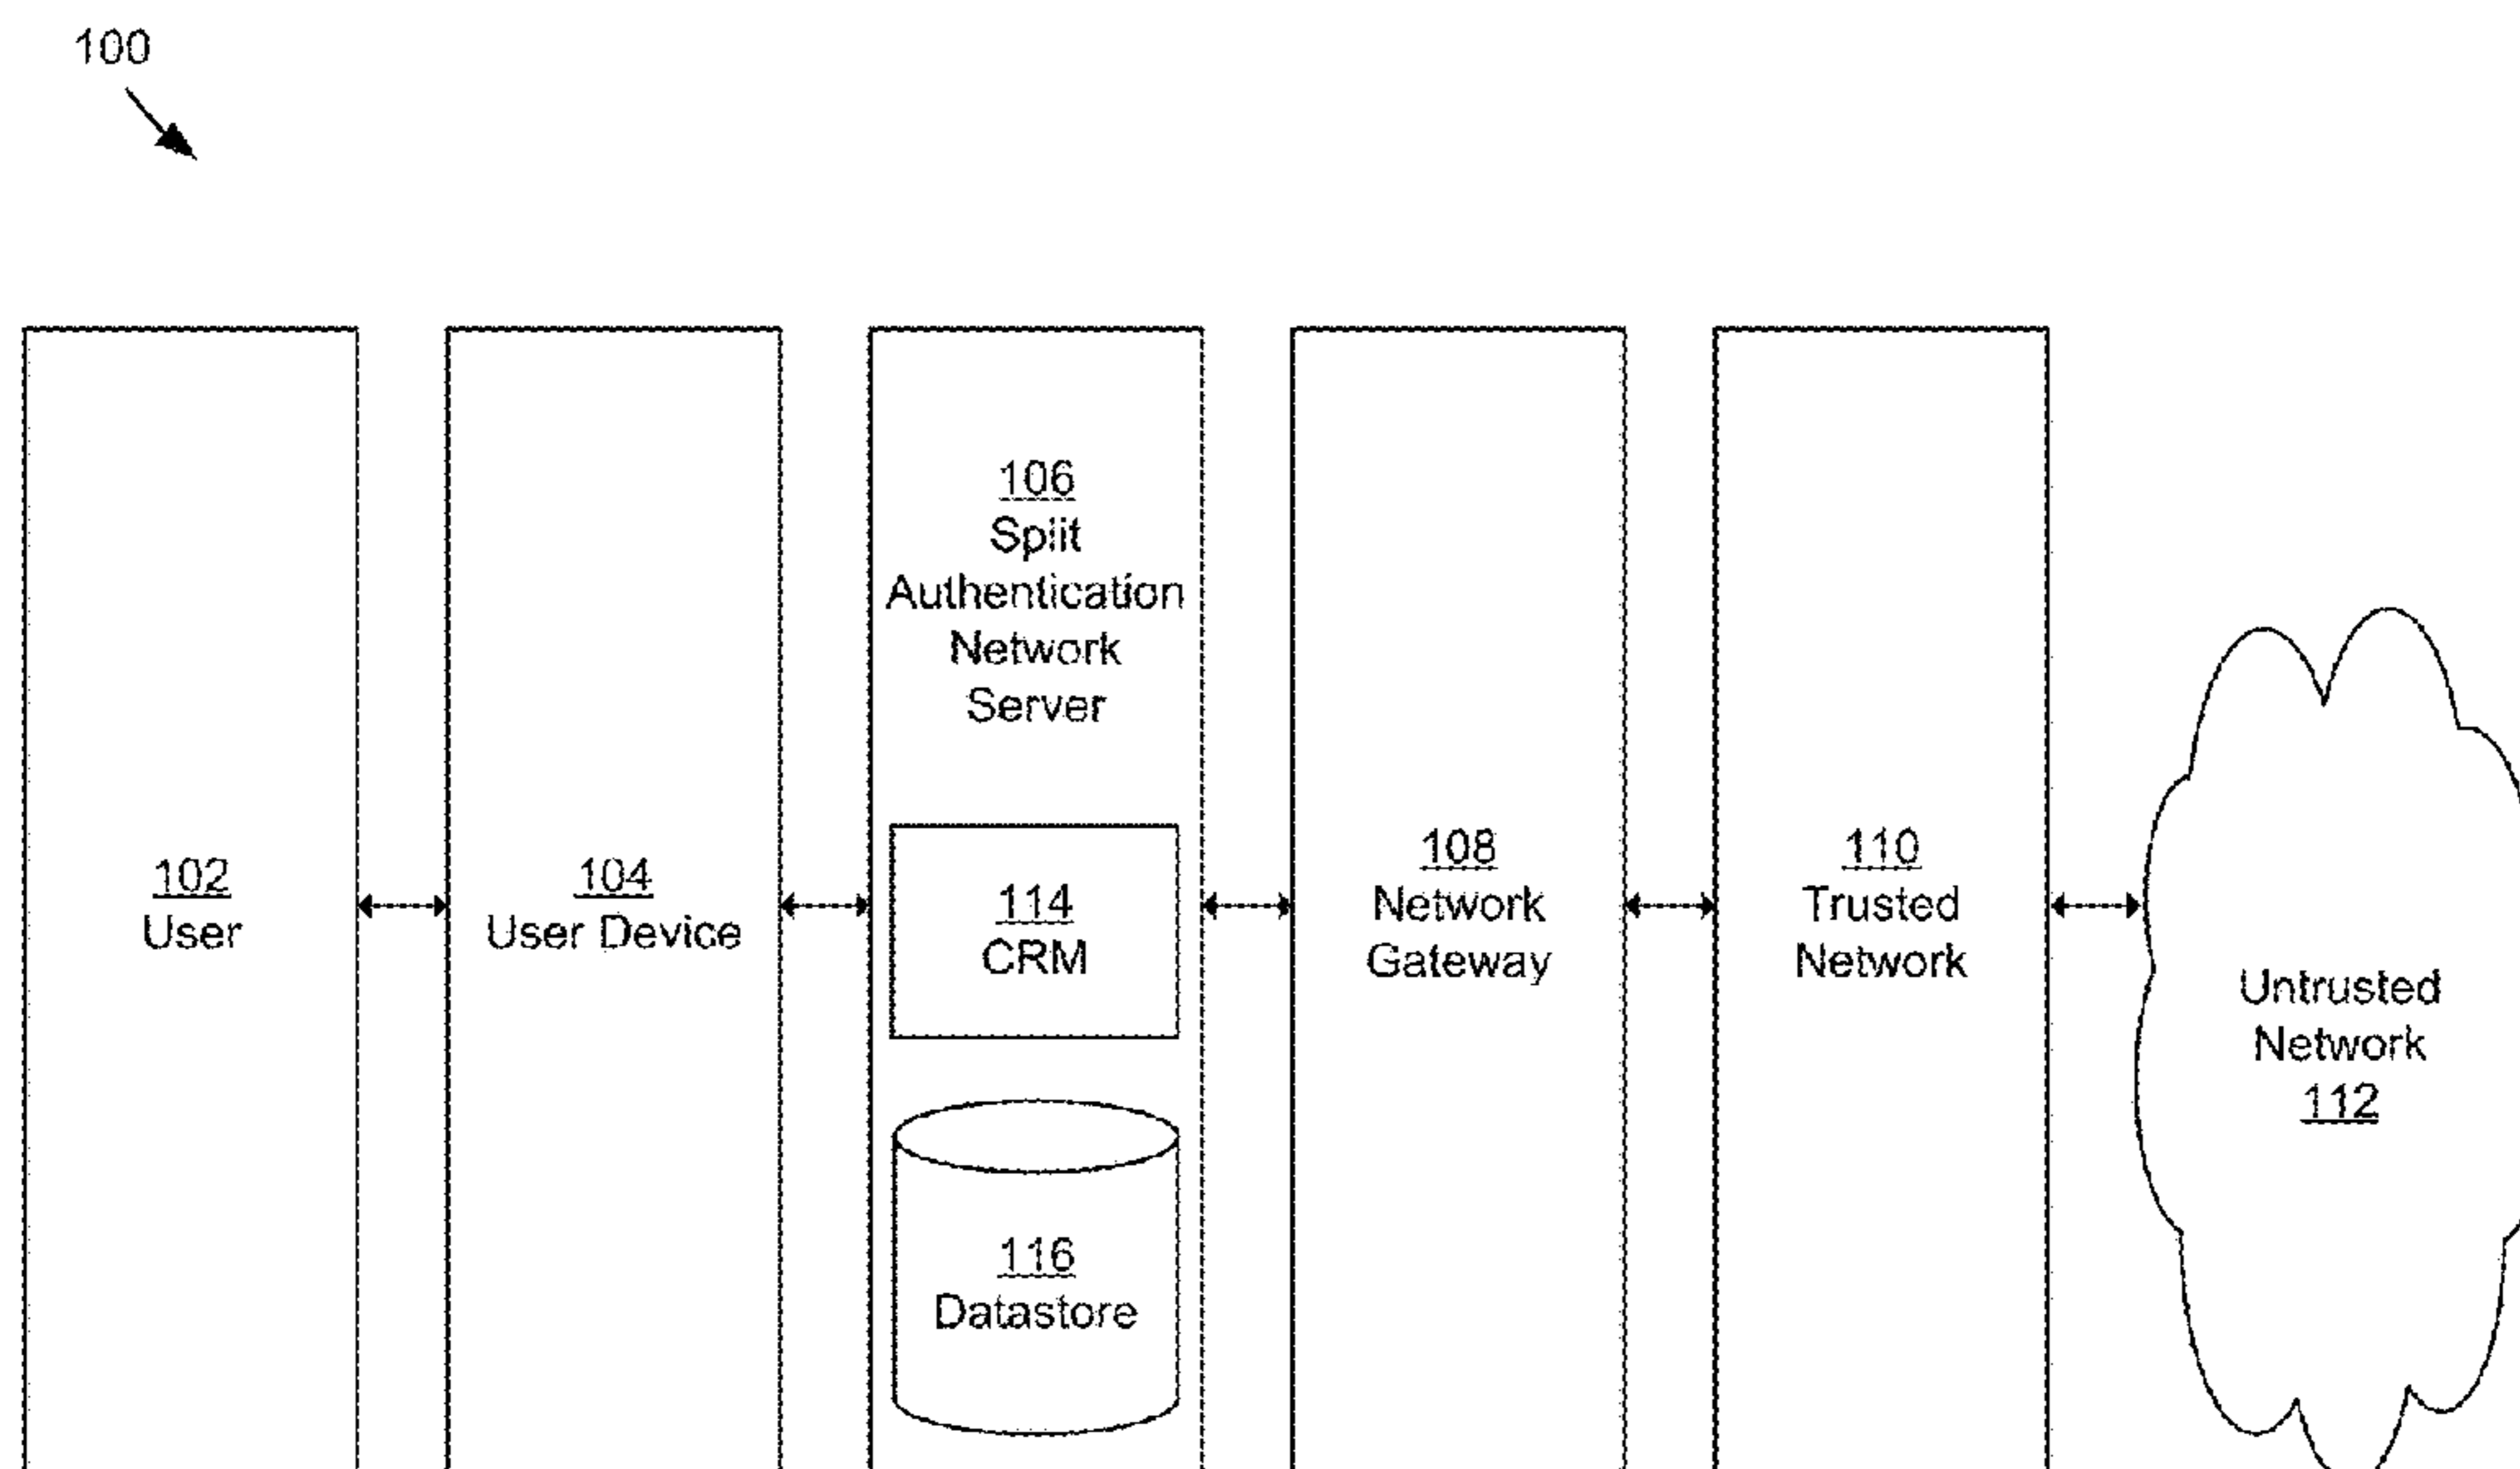 100
102
User
104
User Device
106
Split
Authentication
Network
Server
114
CRM
116
Datastore
108
Network
Gateway
110
Trusted
Network
Untrusted
Network
112